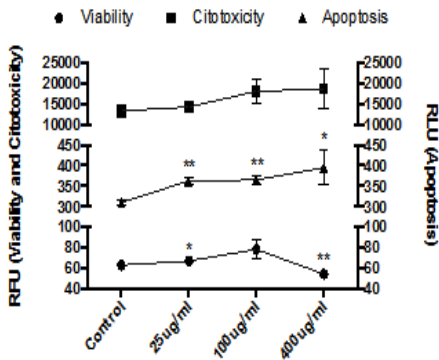 Viability Citotoxicity Apoptosis
RFU (Viability and Citotoxicity)
25000 25000
20000 20000
15000 15000
10000 10000
450 450
400 400
350 350
300 300
100 100
80 80
60 60
40 40
** ** *
* **
RLU (Apoptosis)
Control 25ug/ml 100ug/ml 400ug/ml